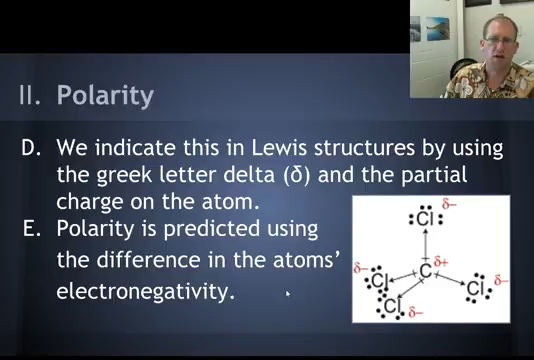 II. Polarity
D. We indicate this in Lewis structures by using
the greek letter delta (δ) and the partial
charge on the atom.
E. Polarity is predicted using
the difference in the atoms’
electronegativity.
δ−
Cl
δ− δ+
Cl C Cl δ−
Cl δ−